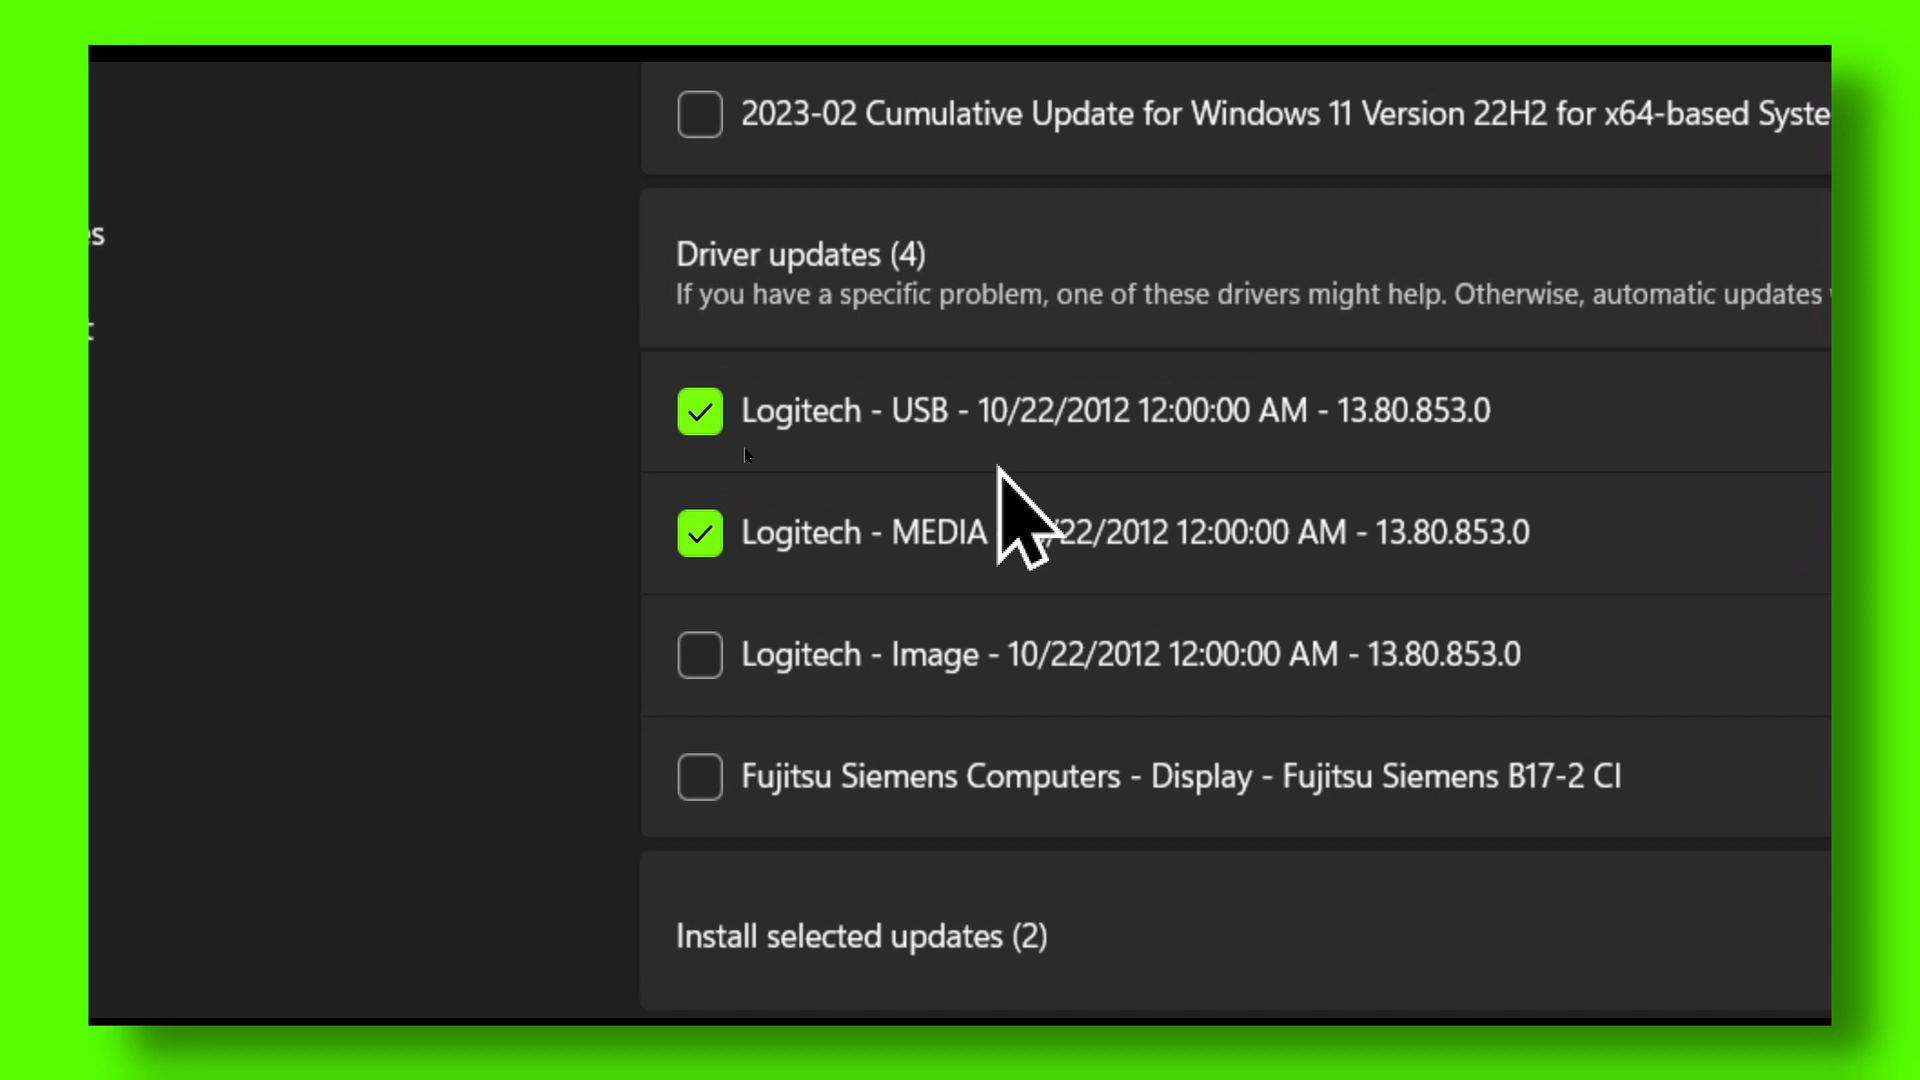 2023-02 Cumulative Update for Windows 11 Version 22H2 for x64-based Syste
es
Driver updates (4)
If you have a specific problem, one of these drivers might help. Otherwise, automatic updates
Logitech - USB - 10/22/2012 12:00:00 AM - 13.80.853.0
Logitech - MEDIA /22/2012 12:00:00 AM - 13.80.853.0
Logitech - Image - 10/22/2012 12:00:00 AM - 13.80.853.0
Fujitsu Siemens Computers - Display - Fujitsu Siemens B17-2 CI
Install selected updates (2)